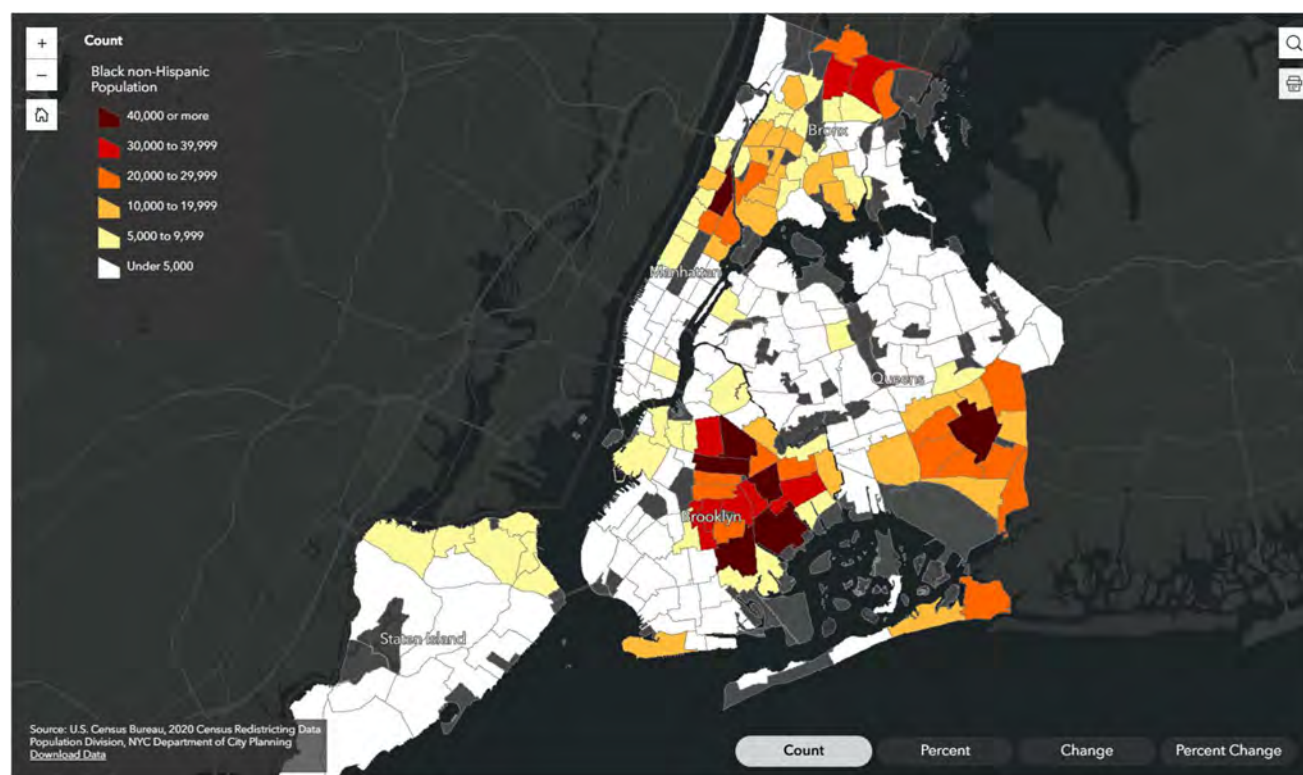 +
Count
−
Black non-Hispanic
Population
40,000 or more
30,000 to 39,999
20,000 to 29,999
10,000 to 19,999
5,000 to 9,999
Under 5,000
Bronx
Manhattan
Queens
Brooklyn
Staten Island
Source: U.S. Census Bureau, 2020 Census Redistricting Data
Population Division, NYC Department of City Planning
Download Data
Count
Percent
Change
Percent Change